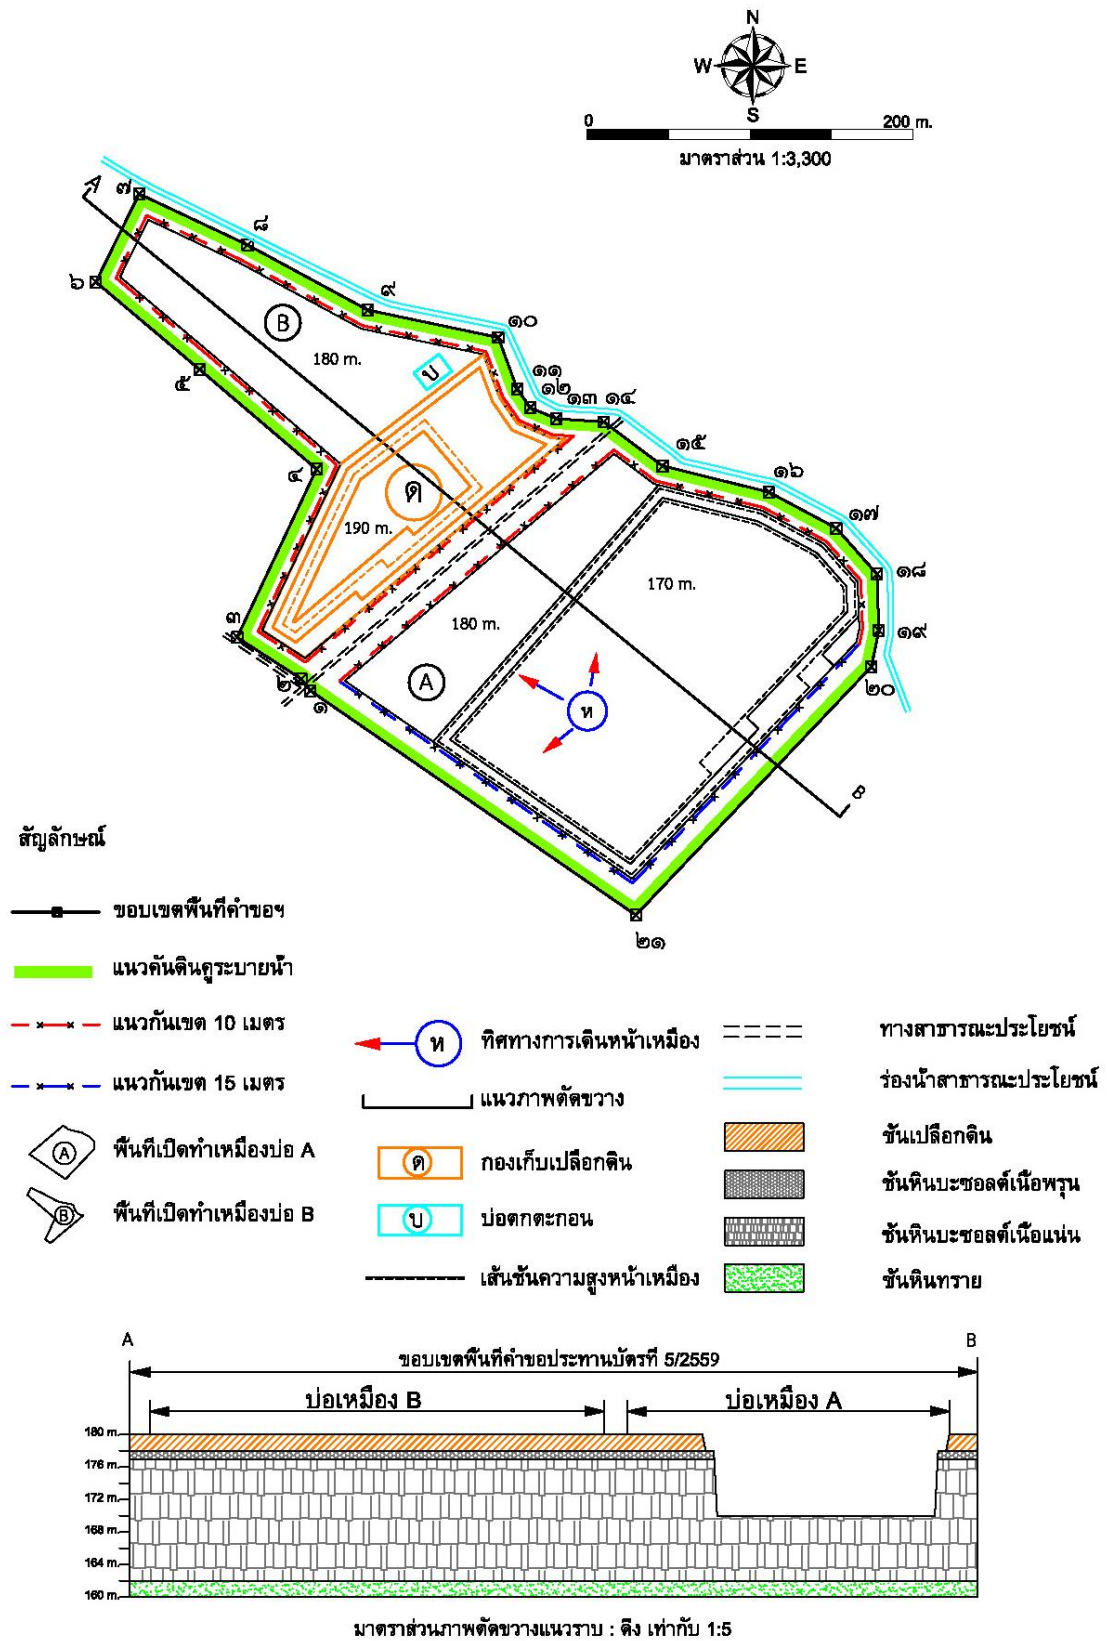 N
W E
S
0 200 m.
มาตราส่วน 1:3,300
A
๗
๘
๖
๙
B
๑๐
180 m.
บ
๕
๑๑
๑๒
๑๓ ๑๔
๑๕
๔
ด
๑๖
190 m.
๑๗
170 m.
๑๘
๓
180 m.
๑๙
๒
A
๒๐
๑
ห
B
๒๑
สัญลักษณ์
ขอบเขตพื้นที่คำขอฯ
แนวคันดินคูระบายน้ำ
แนวกันเขต 10 เมตร
แนวกันเขต 15 เมตร
A พื้นที่เปิดทำเหมืองบ่อ A
B พื้นที่เปิดทำเหมืองบ่อ B
ห ทิศทางการเดินหน้าเหมือง
แนวภาพตัดขวาง
ด กองเก็บเปลือกดิน
บ บ่อตกตะกอน
เส้นชั้นความสูงหน้าเหมือง
ทางสาธารณะประโยชน์
ร่องน้ำสาธารณะประโยชน์
ชั้นเปลือกดิน
ชั้นหินบะซอลต์เนื้อพรุน
ชั้นหินบะซอลต์เนื้อแน่น
ชั้นหินทราย
A B
ขอบเขตพื้นที่คำขอประทานบัตรที่ 5/2559
บ่อเหมือง B บ่อเหมือง A
180 m.
176 m.
172 m.
168 m.
164 m.
160 m.
มาตราส่วนภาพตัดขวางแนวราบ : ดิ่ง เท่ากับ 1:5